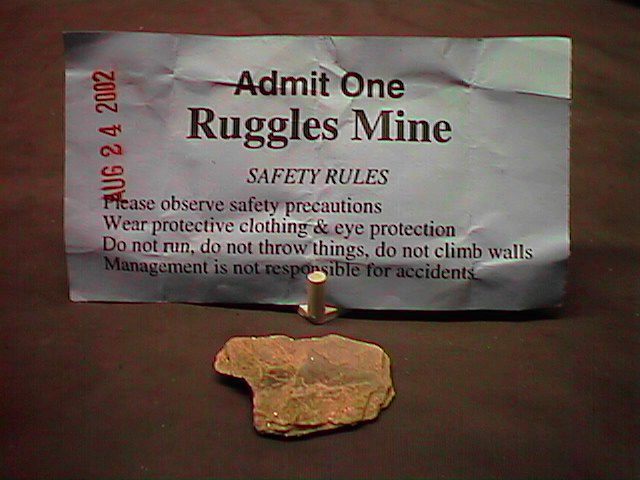 Admit One
Ruggles Mine
AUG 24 2002
SAFETY RULES
Please observe safety precautions
Wear protective clothing & eye protection
Do not run, do not throw things, do not climb walls
Management is not responsible for accidents.